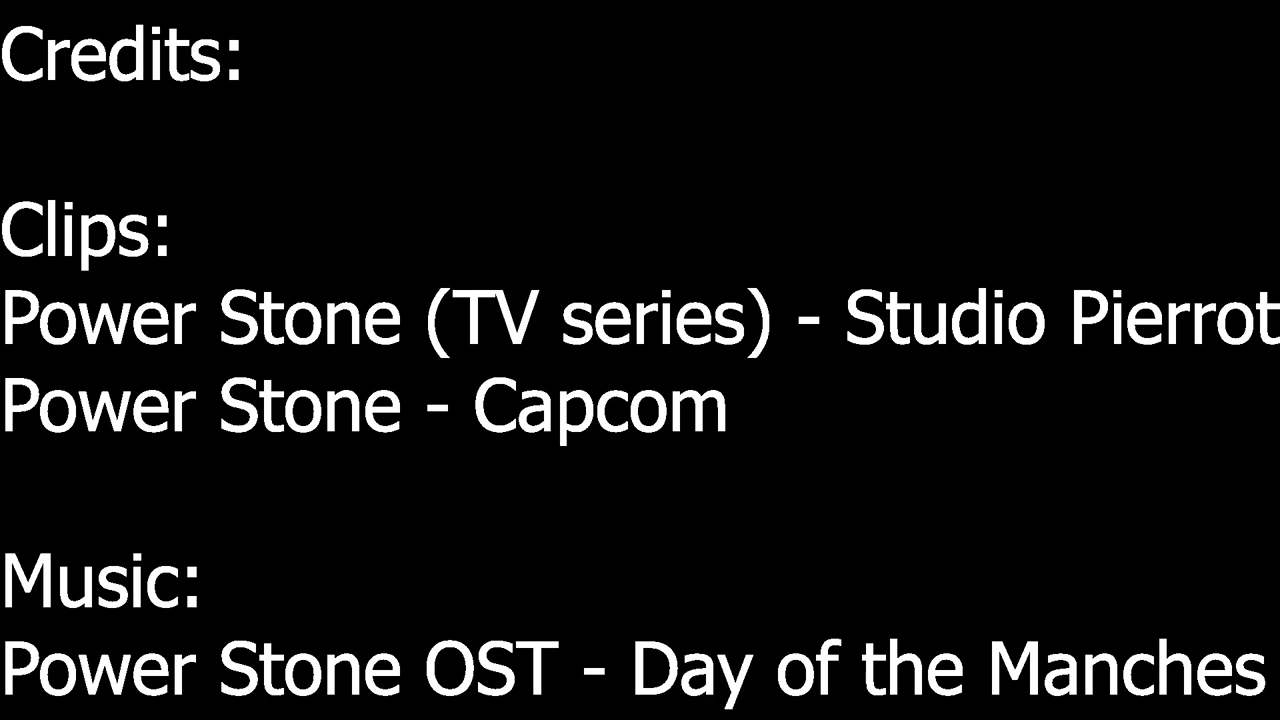 Credits:
Clips:
Power Stone (TV series) - Studio Pierrot
Power Stone - Capcom
Music:
Power Stone OST - Day of the Manches